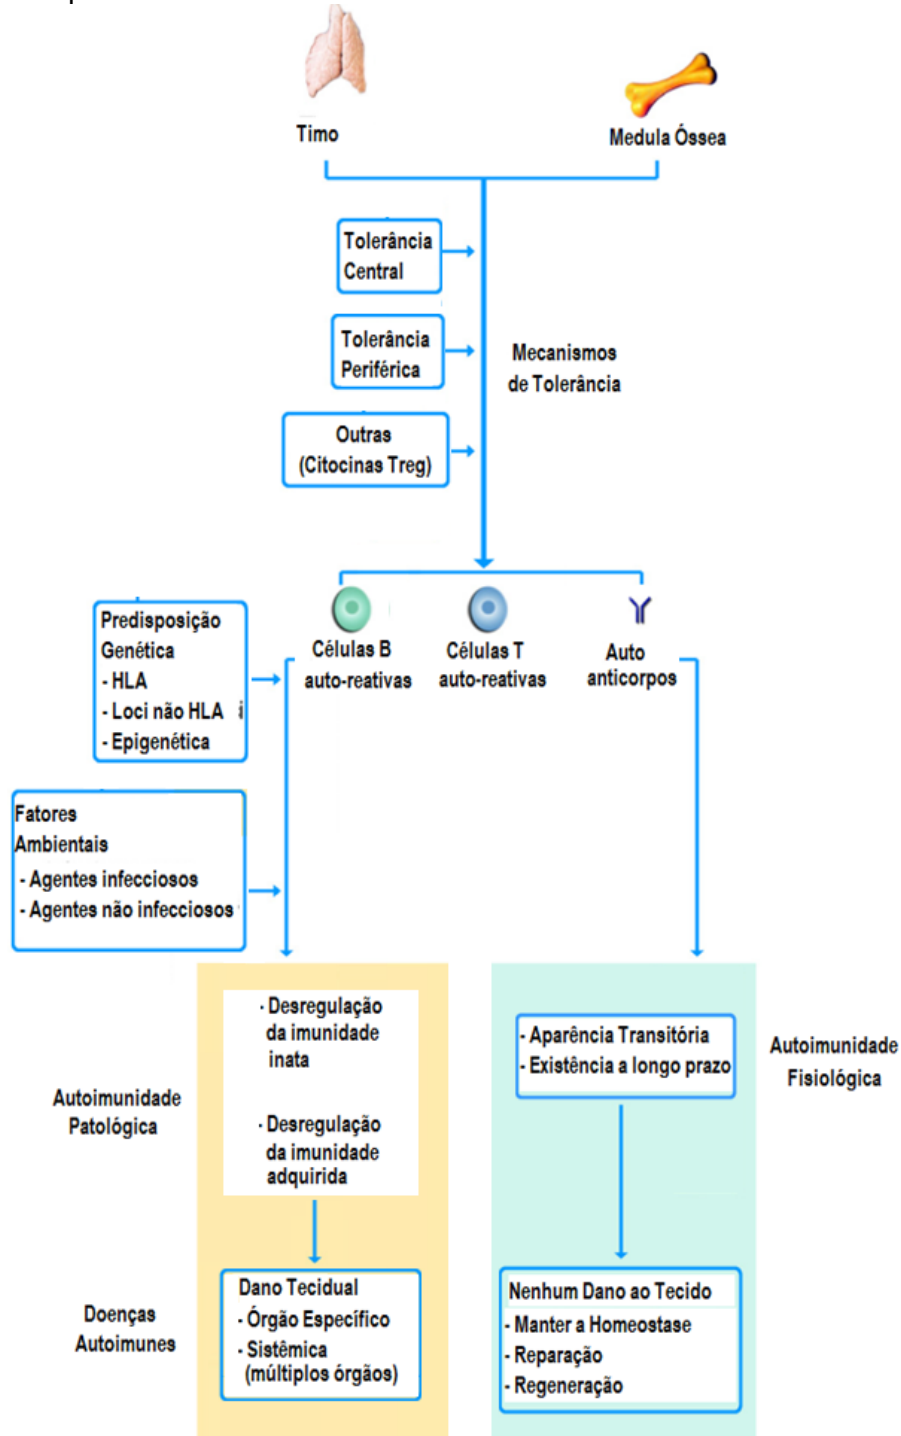 Timo
Medula Óssea
Tolerância
Central
Tolerância
Periférica
Mecanismos
de Tolerância
Outras
(Citocinas Treg)
Predisposição
Genética
- HLA
- Loci não HLA
- Epigenética
Células B
auto-reativas
Células T
auto-reativas
Auto
anticorpos
Fatores
Ambientais
- Agentes infecciosos
- Agentes não infecciosos
Autoimunidade
Patológica
· Desregulação
da imunidade
inata
· Desregulação
da imunidade
adquirida
- Aparência Transitória
- Existência a longo prazo
Autoimunidade
Fisiológica
Doenças
Autoimunes
Dano Tecidual
- Órgão Específico
- Sistêmica
(múltiplos órgãos)
Nenhum Dano ao Tecido
- Manter a Homeostase
- Reparação
- Regeneração